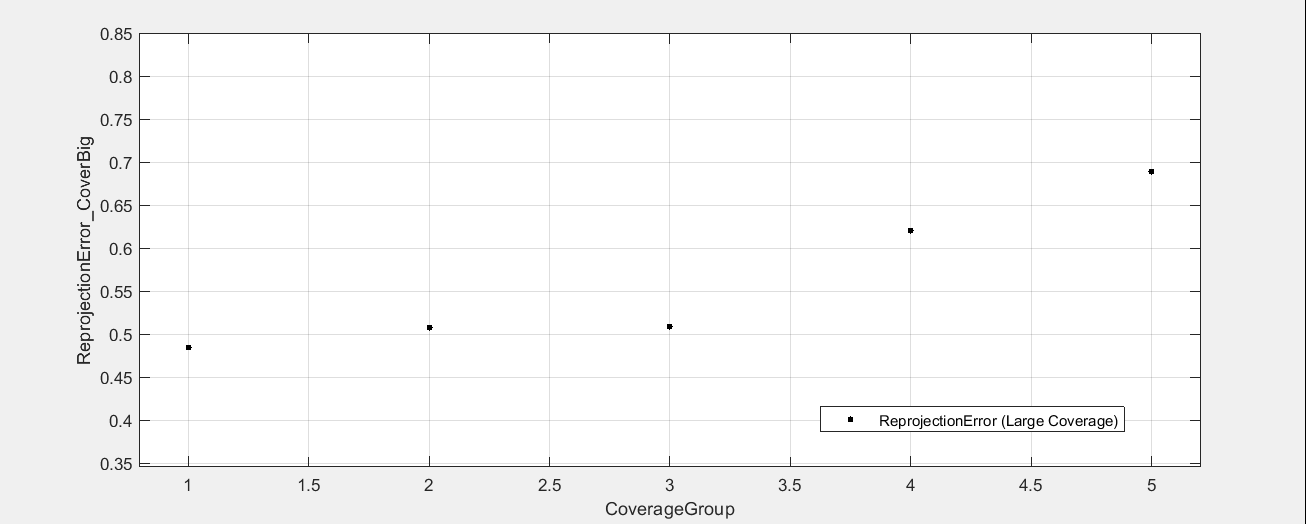 0.85
0.8
0.75
0.7
0.65
0.6
0.55
0.5
0.45
0.4
0.35
ReprojectionError_CoverBig
ReprojectionError (Large Coverage)
1 1.5 2 2.5 3 3.5 4 4.5 5
CoverageGroup